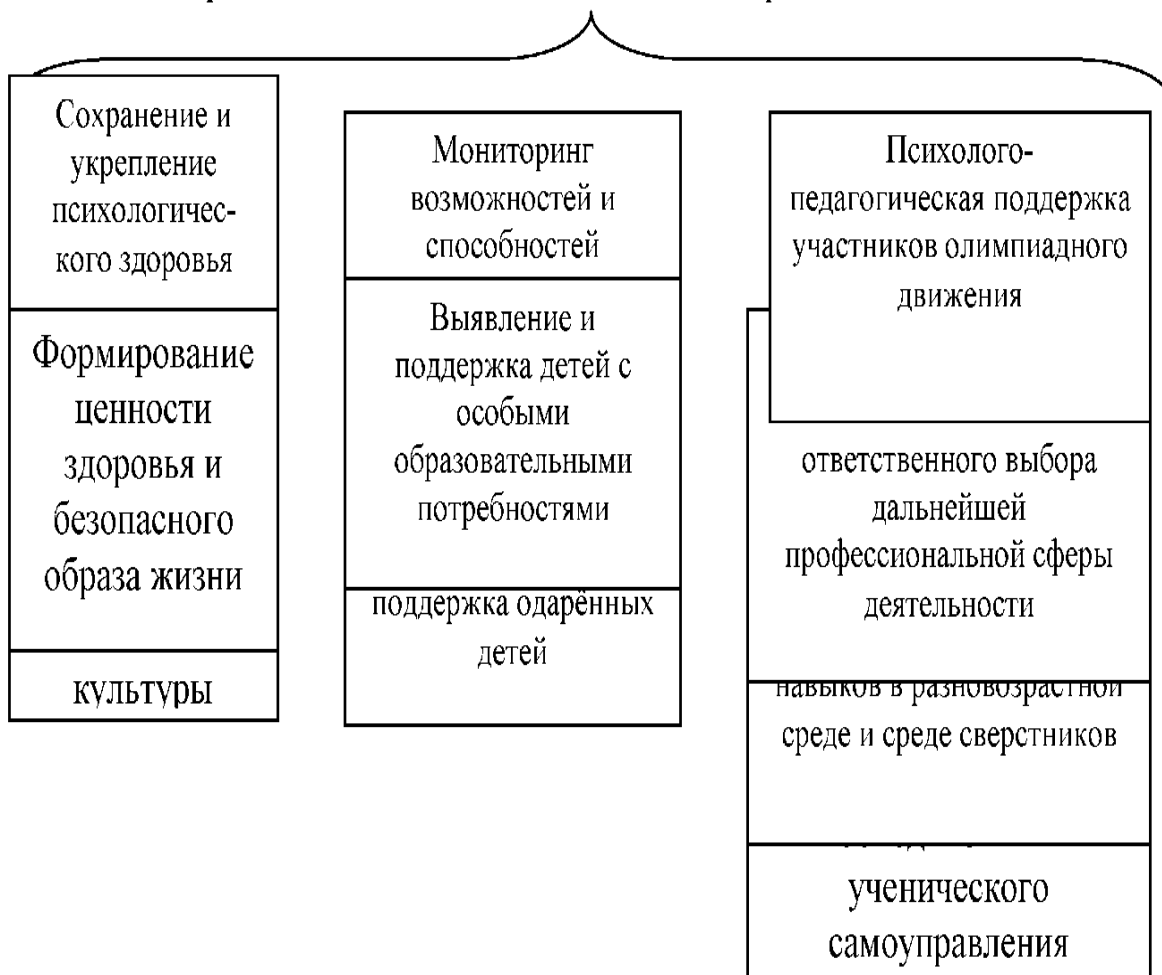 Сохранение и
укрепление
психологичес-
кого здоровья
Формирование
ценности
здоровья и
безопасного
образа жизни
культуры
Мониторинг
возможностей и
способностей
Выявление и
поддержка детей с
особыми
образовательными
потребностями
поддержка одарённых
детей
Психолого-
педагогическая поддержка
участников олимпиадного
движения
ответственного выбора
дальнейшей
профессиональной сферы
деятельности
навыков в разновозрастной
среде и среде сверстников
ученического
самоуправления